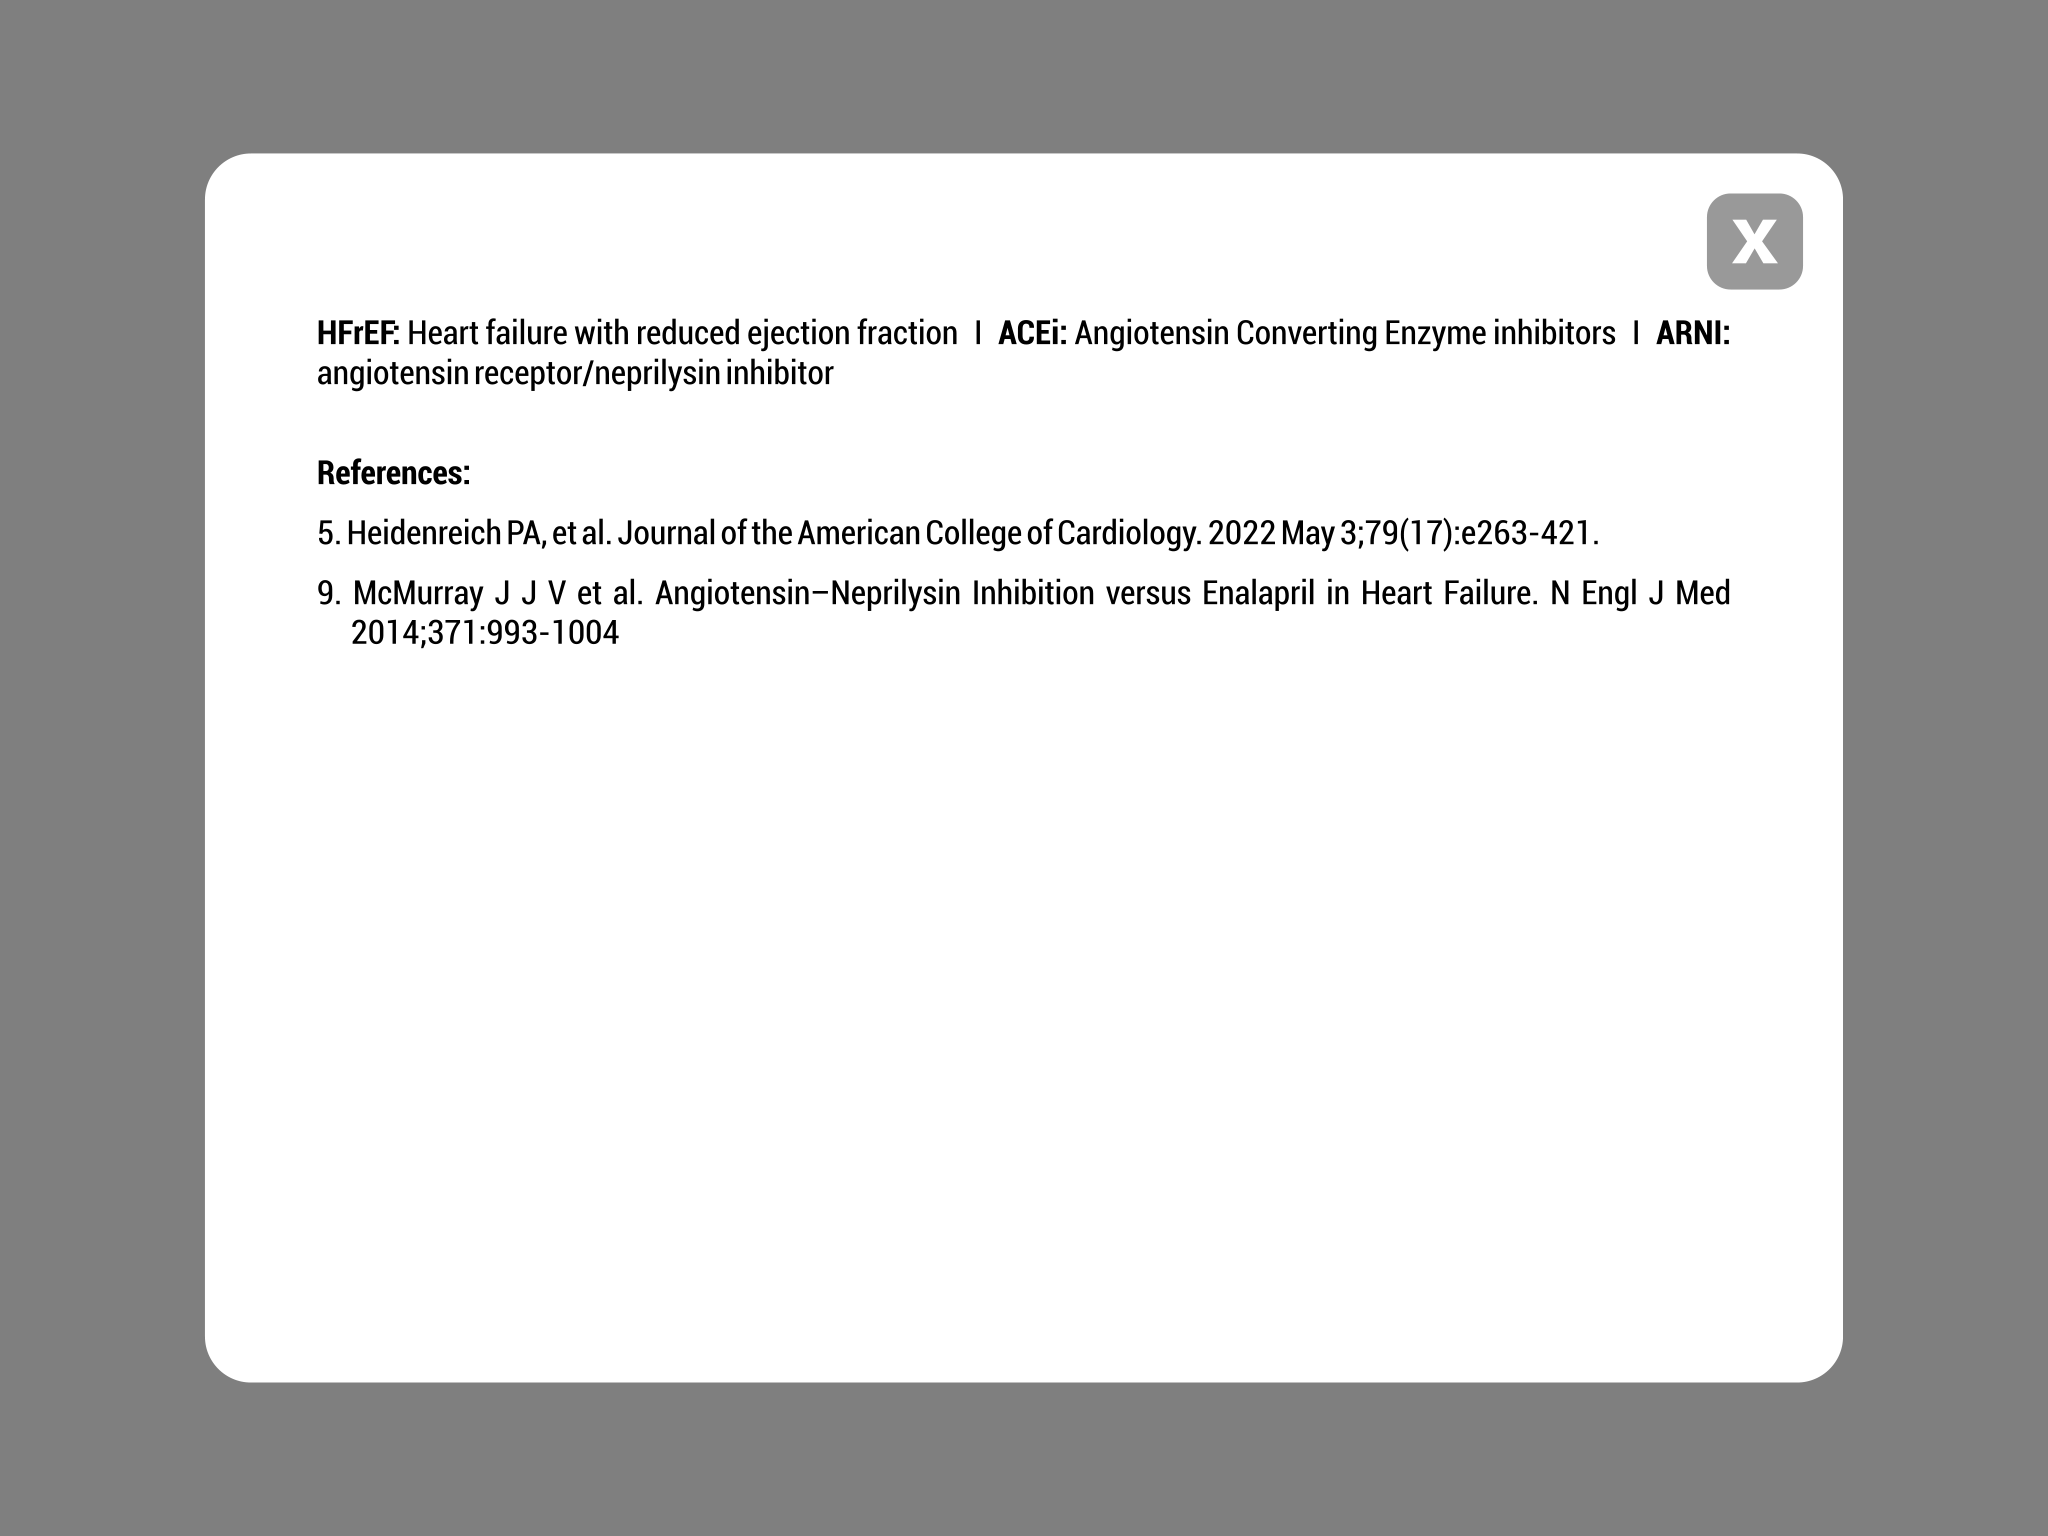 X
HFrEF: Heart failure with reduced ejection fraction I ACEi: Angiotensin Converting Enzyme inhibitors I ARNI:
angiotensin receptor/neprilysin inhibitor
References:
5. Heidenreich PA, et al. Journal of the American College of Cardiology. 2022 May 3;79(17):e263-421.
9. McMurray J J V et al. Angiotensin–Neprilysin Inhibition versus Enalapril in Heart Failure. N Engl J Med
2014;371:993-1004